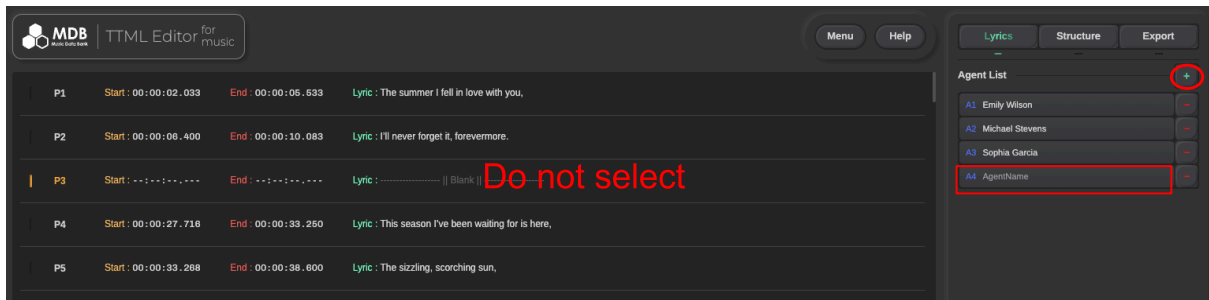 MDB
Music Data Bank
TTML Editor for music
Menu
Help
Lyrics
Structure
Export
Agent List
+
P1 Start : 00:00:02.033 End : 00:00:05.533 Lyric : The summer I fell in love with you,
P2 Start : 00:00:06.400 End : 00:00:10.083 Lyric : I'll never forget it, forevermore.
P3 Start : --:--:--.--- End : --:--:--.--- Lyric : ------------------ || Blank || ------------------
Do not select
P4 Start : 00:00:27.716 End : 00:00:33.250 Lyric : This season I've been waiting for is here,
P5 Start : 00:00:33.268 End : 00:00:38.600 Lyric : The sizzling, scorching sun,
A1 Emily Wilson −
A2 Michael Stevens −
A3 Sophia Garcia −
A4 AgentName −